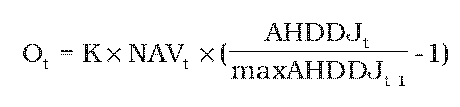 Oₜ = K × NAVₜ × (AHDDJₜ / maxAHDDJₜ₋₁ - 1)